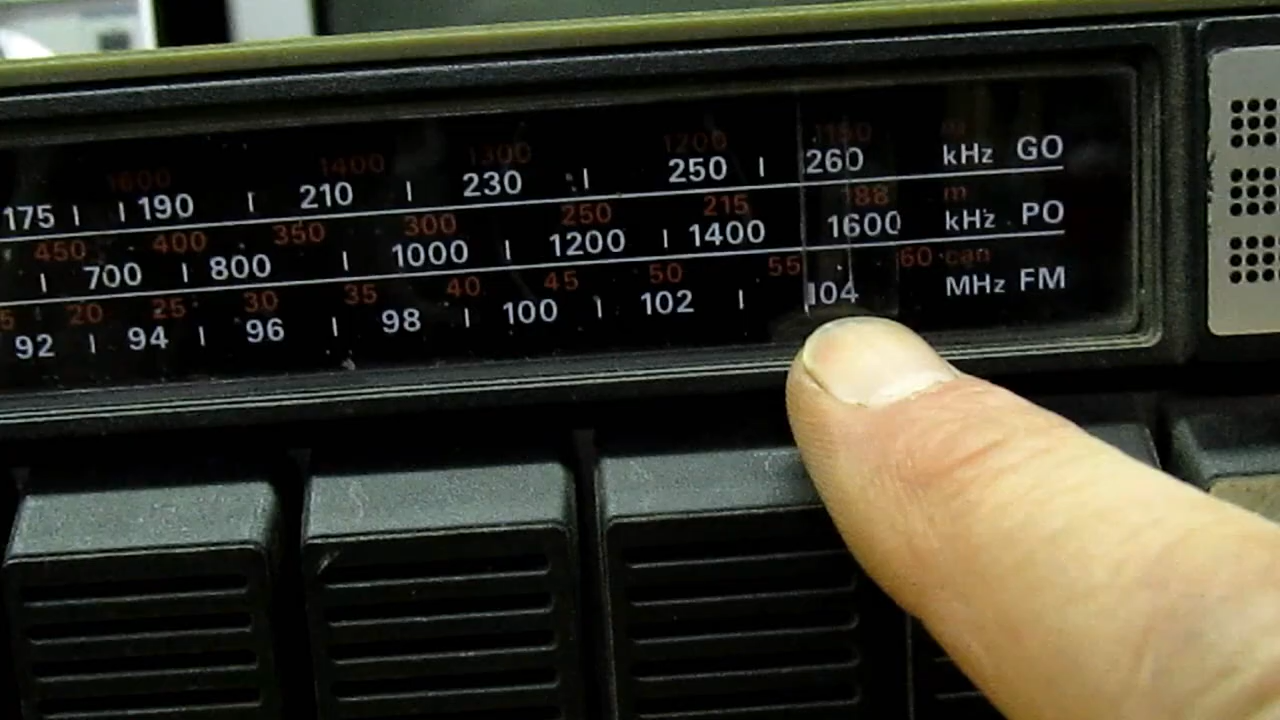 1600 1400 1300 1200 1150 m
175 190 210 230 250 260 kHz GO
450 400 350 300 250 215 188 m
700 800 1000 1200 1400 1600 kHz PO
20 25 30 35 40 45 50 55 60 can
92 94 96 98 100 102 104 MHz FM